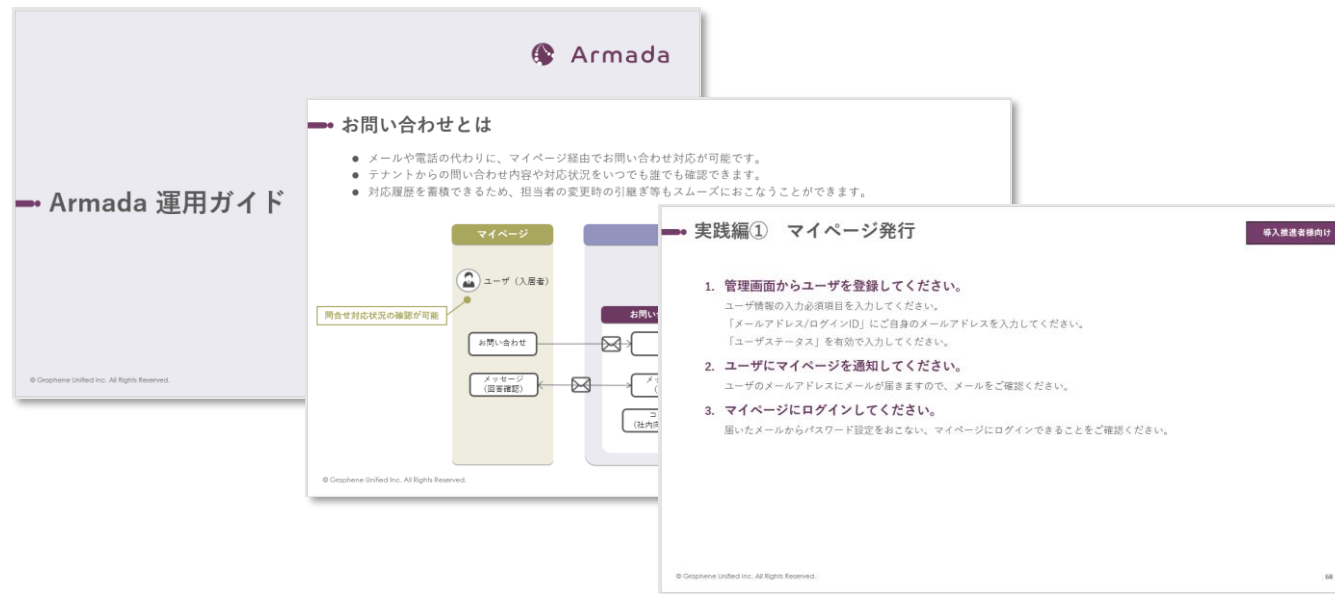 Armada
Armada 運用ガイド
© Graphene Unified Inc. All Rights Reserved.
お問い合わせとは
● メールや電話の代わりに、マイページ経由でお問い合わせ対応が可能です。
● テナントからの問い合わせ内容や対応状況をいつでも誰でも確認できます。
● 対応履歴を蓄積できるため、担当者の変更時の引継ぎ等もスムーズにおこなうことができます。
マイページ
ユーザ（入居者）
問合せ対応状況の確認が可能
お問い
お問い合わせ
メッセージ
（回答確認）
メッ
（社内向
© Graphene Unified Inc. All Rights Reserved.
実践編① マイページ発行
導入推進者様向け
1. 管理画面からユーザを登録してください。
ユーザ情報の入力必須項目を入力してください。
「メールアドレス/ログインID」にご自身のメールアドレスを入力してください。
「ユーザステータス」を有効で入力してください。
2. ユーザにマイページを通知してください。
ユーザのメールアドレスにメールが届きますので、メールをご確認ください。
3. マイページにログインしてください。
届いたメールからパスワード設定をおこない、マイページにログインできることをご確認ください。
© Graphene Unified Inc. All Rights Reserved.
68